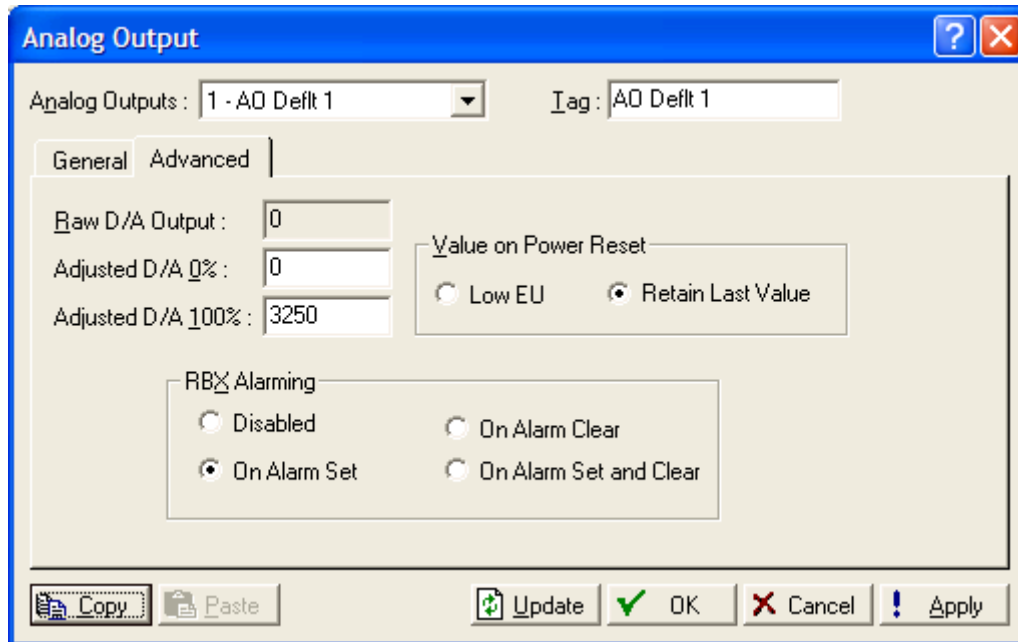 Analog Output
Analog Outputs : 1 - AO Deflt 1 Tag : AO Deflt 1
General Advanced
Raw D/A Output : 0
Adjusted D/A 0% : 0
Adjusted D/A 100% : 3250
Value on Power Reset
Low EU Retain Last Value
RBX Alarming
Disabled On Alarm Clear
On Alarm Set On Alarm Set and Clear
Copy Paste Update OK Cancel Apply